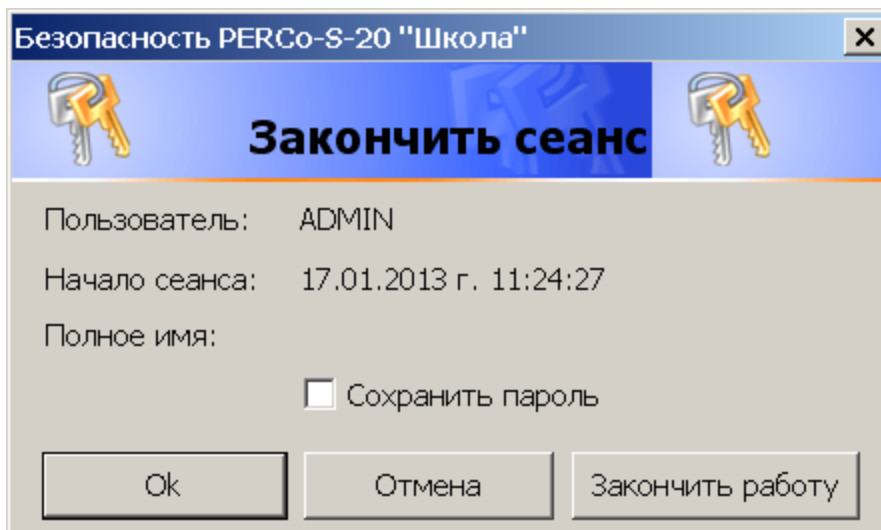 Безопасность PERCo-S-20 "Школа"
Закончить сеанс
Пользователь: ADMIN
Начало сеанса: 17.01.2013 г. 11:24:27
Полное имя:
Сохранить пароль
Ok Отмена Закончить работу